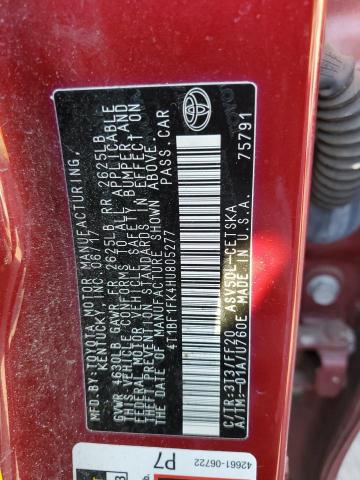 MFD. BY: TOYOTA MOTOR MANUFACTURING,
KENTUCKY, INC. 06/17
GVWR 4630LB GAWR FR 2625LB RR 2625LB
THIS VEHICLE CONFORMS TO ALL APPLICABLE
FEDERAL MOTOR VEHICLE SAFETY, BUMPER, AND
THEFT PREVENTION STANDARDS IN EFFECT ON
THE DATE OF MANUFACTURE SHOWN ABOVE.
4T1BF1FK4HU805277 PASS.CAR
TOYOTA
C/TR: 3T3/FF20 ASV50L-CETSKA
A/TM: -01A/U760E 75791
42661-06722
P7